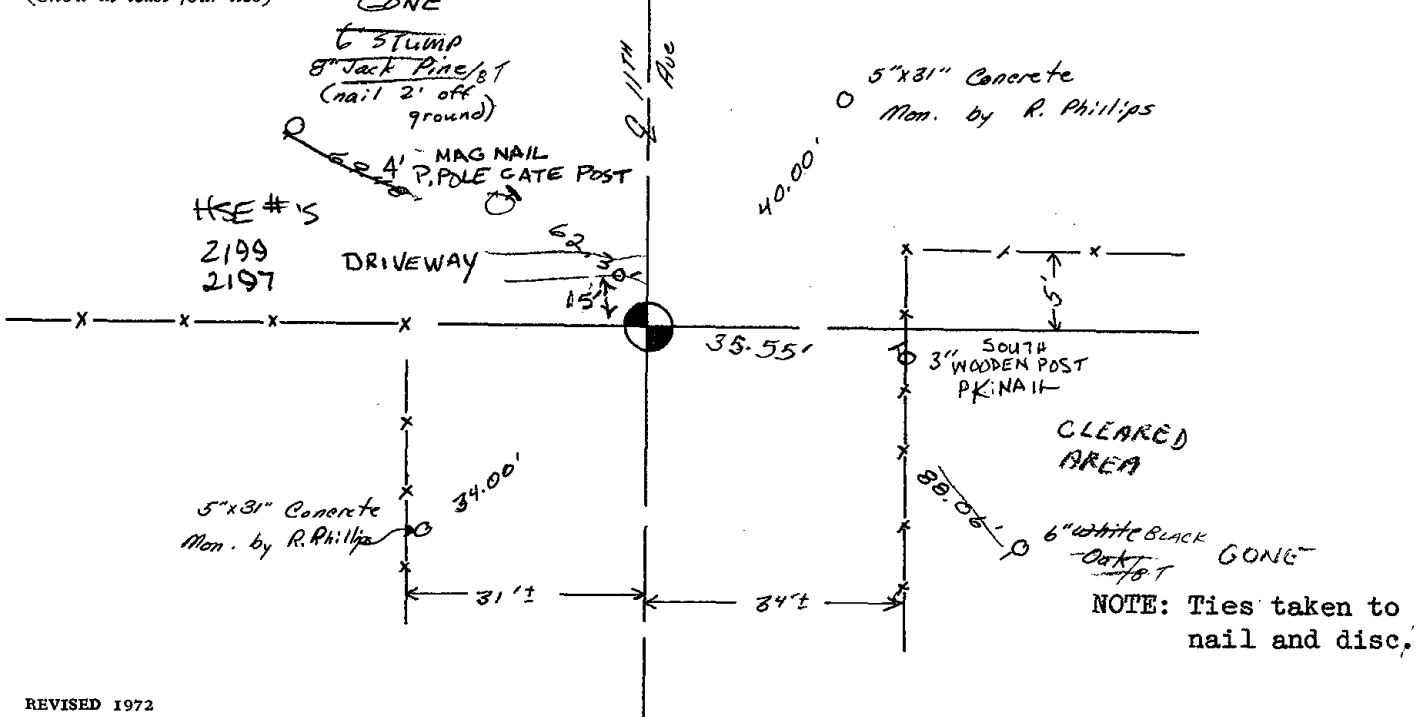 GONE
6" STUMP
8" Jack Pine/BT
(nail 2' off
ground)
11TH
Ave
5"x31" Concrete
Mon. by R. Phillips
40.00'
MAG NAIL
P.POLE GATE POST
HSE #'S
2199
2197
DRIVEWAY
62
15'
5'
35.55'
3" SOUTH
WOODEN POST
PK NAIL
CLEARED
AREA
34.00'
5"x31" Concrete
Mon. by R. Phillips
88.06'
6" White BLACK
Oak/BT
GONE
31'±
34'±
NOTE: Ties taken to
nail and disc.
REVISED 1972